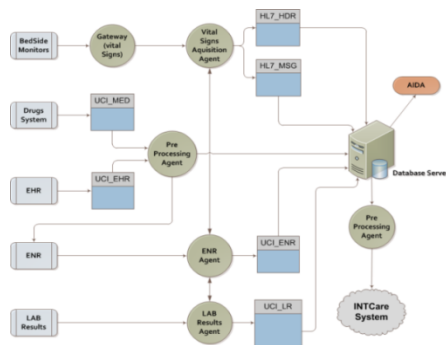 BedSide
Monitors
Gateway
(vital
Signs)
Vital
Signs
Aquisition
Agent
HL7_HDR
HL7_MSG
AIDA
Drugs
System
UCI_MED
Pre
Processing
Agent
Database Serve
EHR
UCI_EHR
Pre
Processing
Agent
ENR
ENR
Agent
UCI_ENR
INTCare
System
LAB
Results
LAB
Results
Agent
UCI_LR